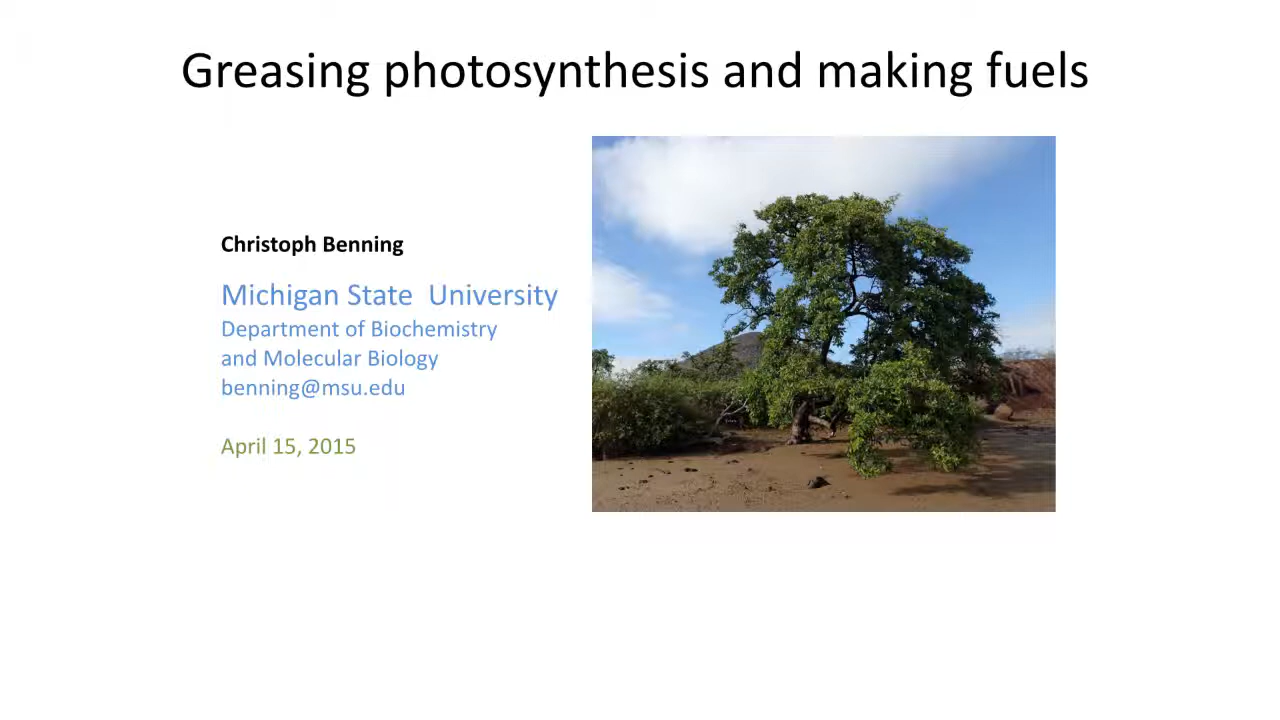 Greasing photosynthesis and making fuels
Christoph Benning
Michigan State University
Department of Biochemistry
and Molecular Biology
benning@msu.edu
April 15, 2015